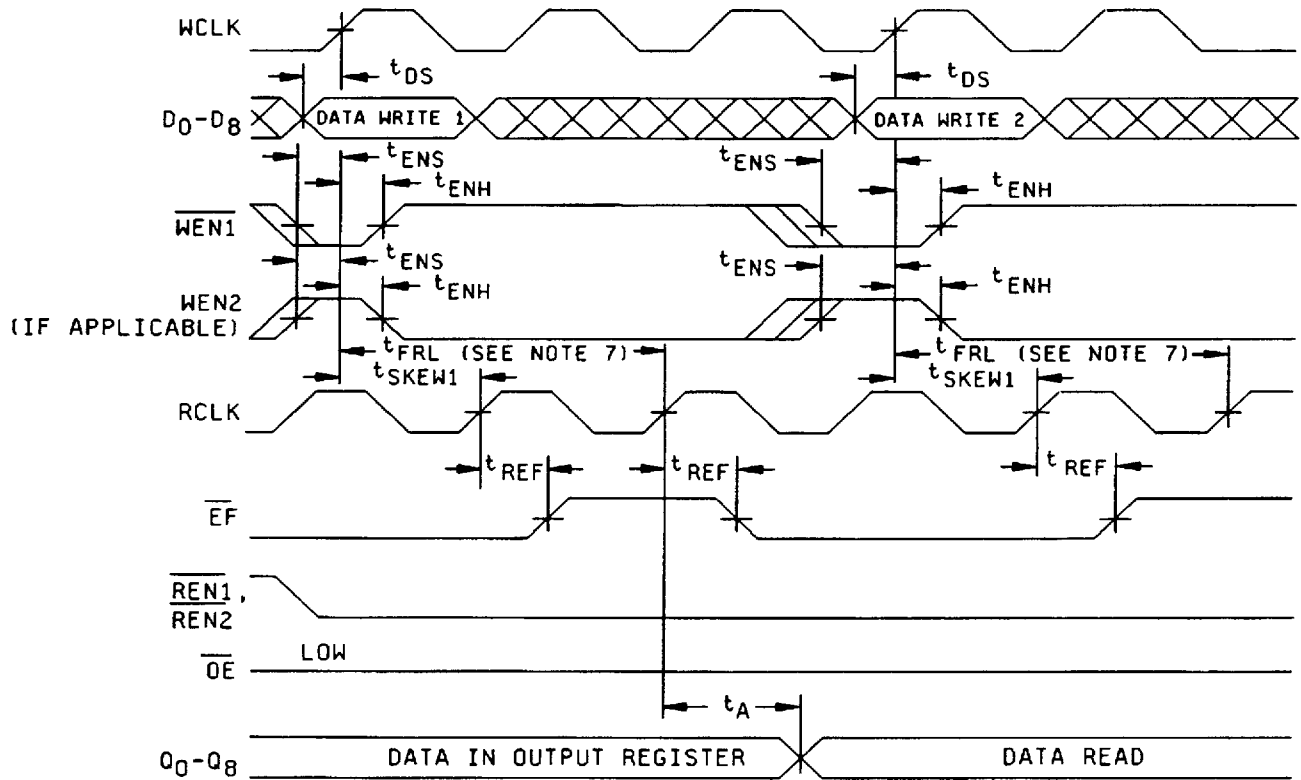 WCLK
tDS
tDS
D0-D8
DATA WRITE 1
DATA WRITE 2
tENS
tENS
tENH
tENH
WEN1
tENS
tENS
tENH
tENH
WEN2
(IF APPLICABLE)
tFRL (SEE NOTE 7)
tFRL (SEE NOTE 7)
tSKEW1
tSKEW1
RCLK
tREF
tREF
tREF
EF
REN1,
REN2
LOW
OE
tA
Q0-Q8
DATA IN OUTPUT REGISTER
DATA READ